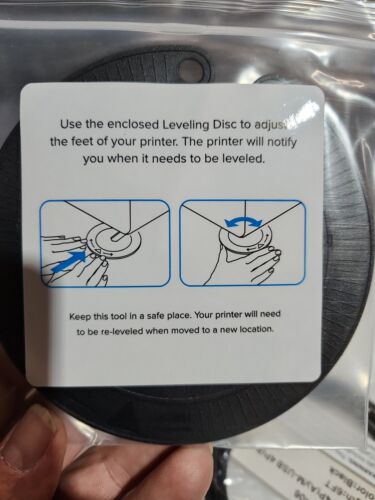 Use the enclosed Leveling Disc to adjust
the feet of your printer. The printer will notify
you when it needs to be leveled.
Keep this tool in a safe place. Your printer will need
to be re-leveled when moved to a new location.